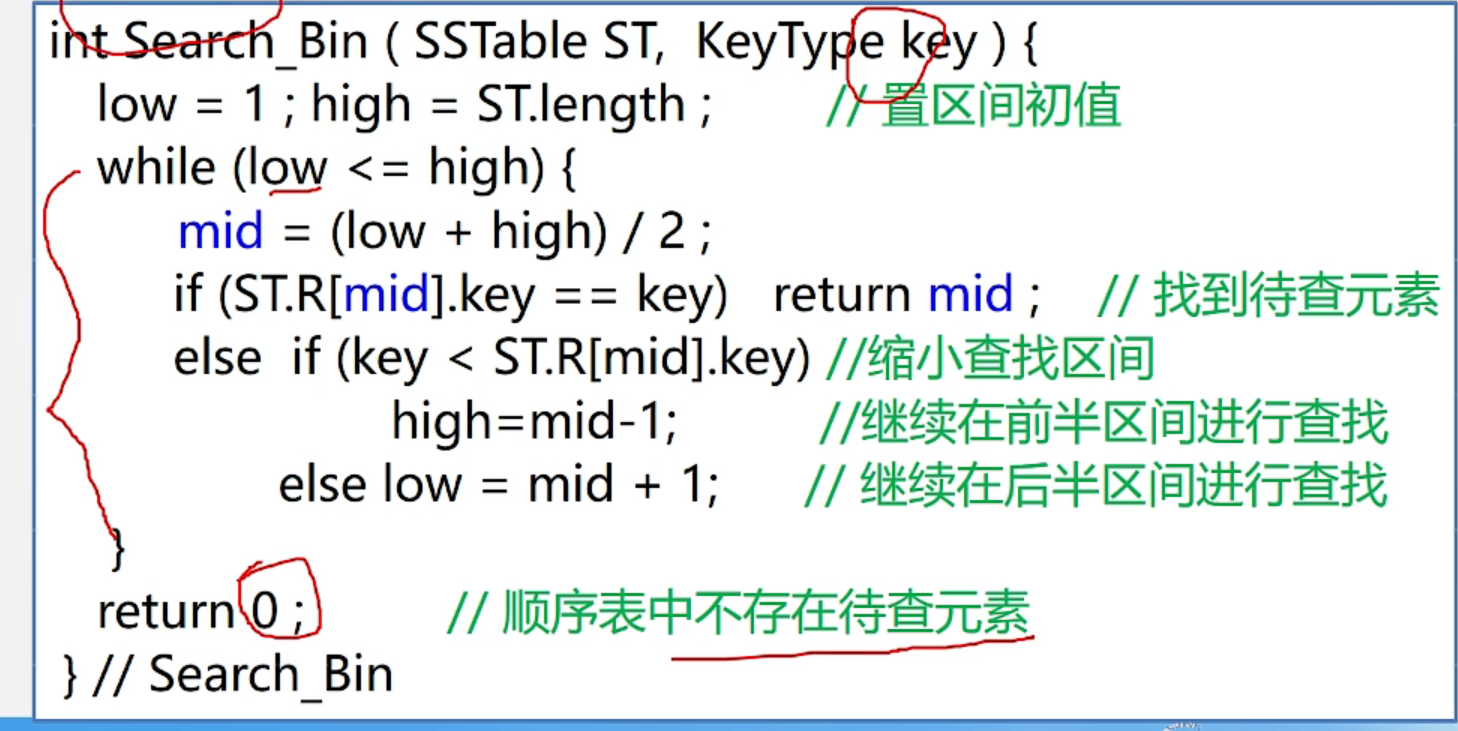 int Search_Bin ( SSTable ST, KeyType key ) {
low = 1 ; high = ST.length ; // 置区间初值
while (low <= high) {
mid = (low + high) / 2 ;
if (ST.R[mid].key == key) return mid ; // 找到待查元素
else if (key < ST.R[mid].key) //缩小查找区间
high=mid-1; //继续在前半区间进行查找
else low = mid + 1; // 继续在后半区间进行查找
}
return 0 ; // 顺序表中不存在待查元素
} // Search_Bin